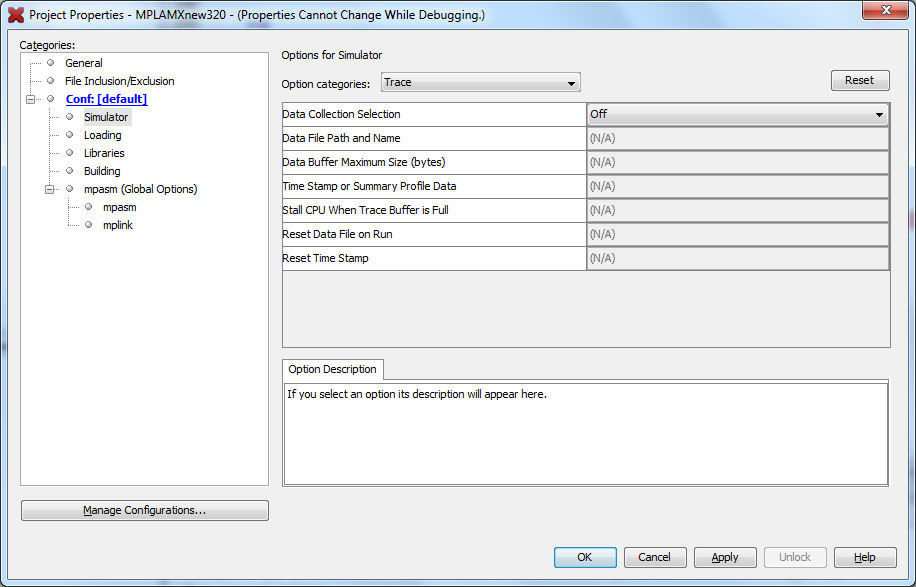 Project Properties - MPLAMXnew320 - (Properties Cannot Change While Debugging.)
Categories:
General
File Inclusion/Exclusion
Conf: [default]
Simulator
Loading
Libraries
Building
mpasm (Global Options)
mpasm
mplink
Manage Configurations...
Options for Simulator
Option categories: Trace
Reset
Data Collection Selection Off
Data File Path and Name (N/A)
Data Buffer Maximum Size (bytes) (N/A)
Time Stamp or Summary Profile Data (N/A)
Stall CPU When Trace Buffer is Full (N/A)
Reset Data File on Run (N/A)
Reset Time Stamp (N/A)
Option Description
If you select an option its description will appear here.
OK Cancel Apply Unlock Help